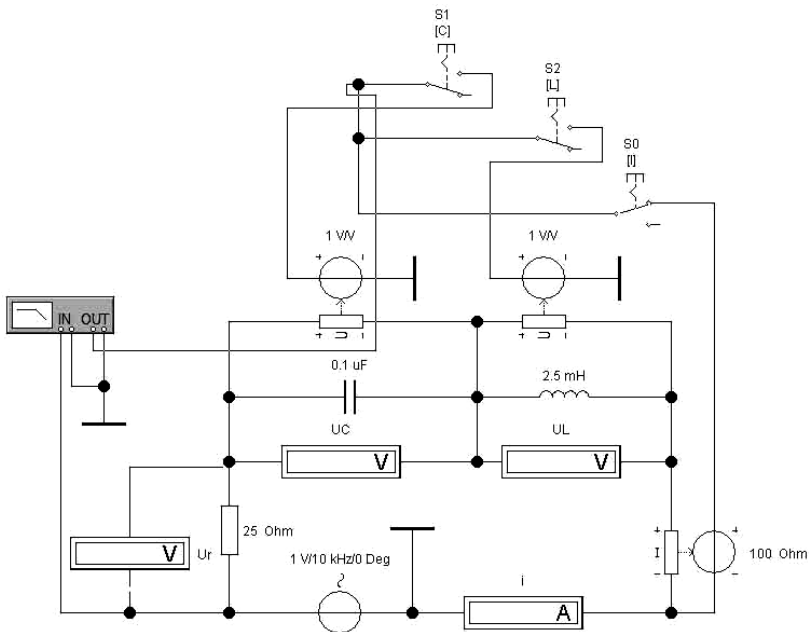 S1
[C]
S2
[L]
S0
[I]
1 V/V
1 V/V
IN OUT
U
U
0.1 uF
2.5 mH
UC
UL
V
V
25 Ohm
V
Ur
I
100 Ohm
1 V/10 kHz/0 Deg
i
A